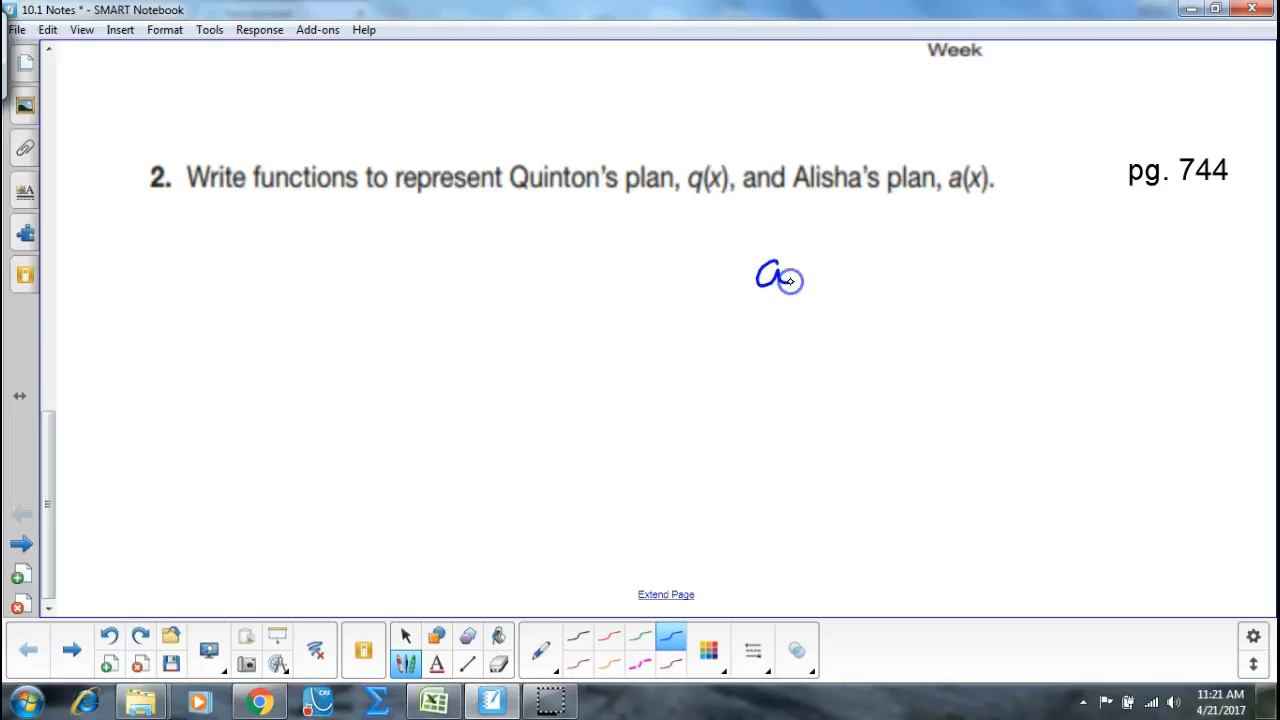 10.1 Notes * - SMART Notebook
File Edit View Insert Format Tools Response Add-ons Help
Week
2. Write functions to represent Quinton's plan, q(x), and Alisha's plan, a(x).
pg. 744
a
Extend Page
A
CAS
11:21 AM
4/21/2017